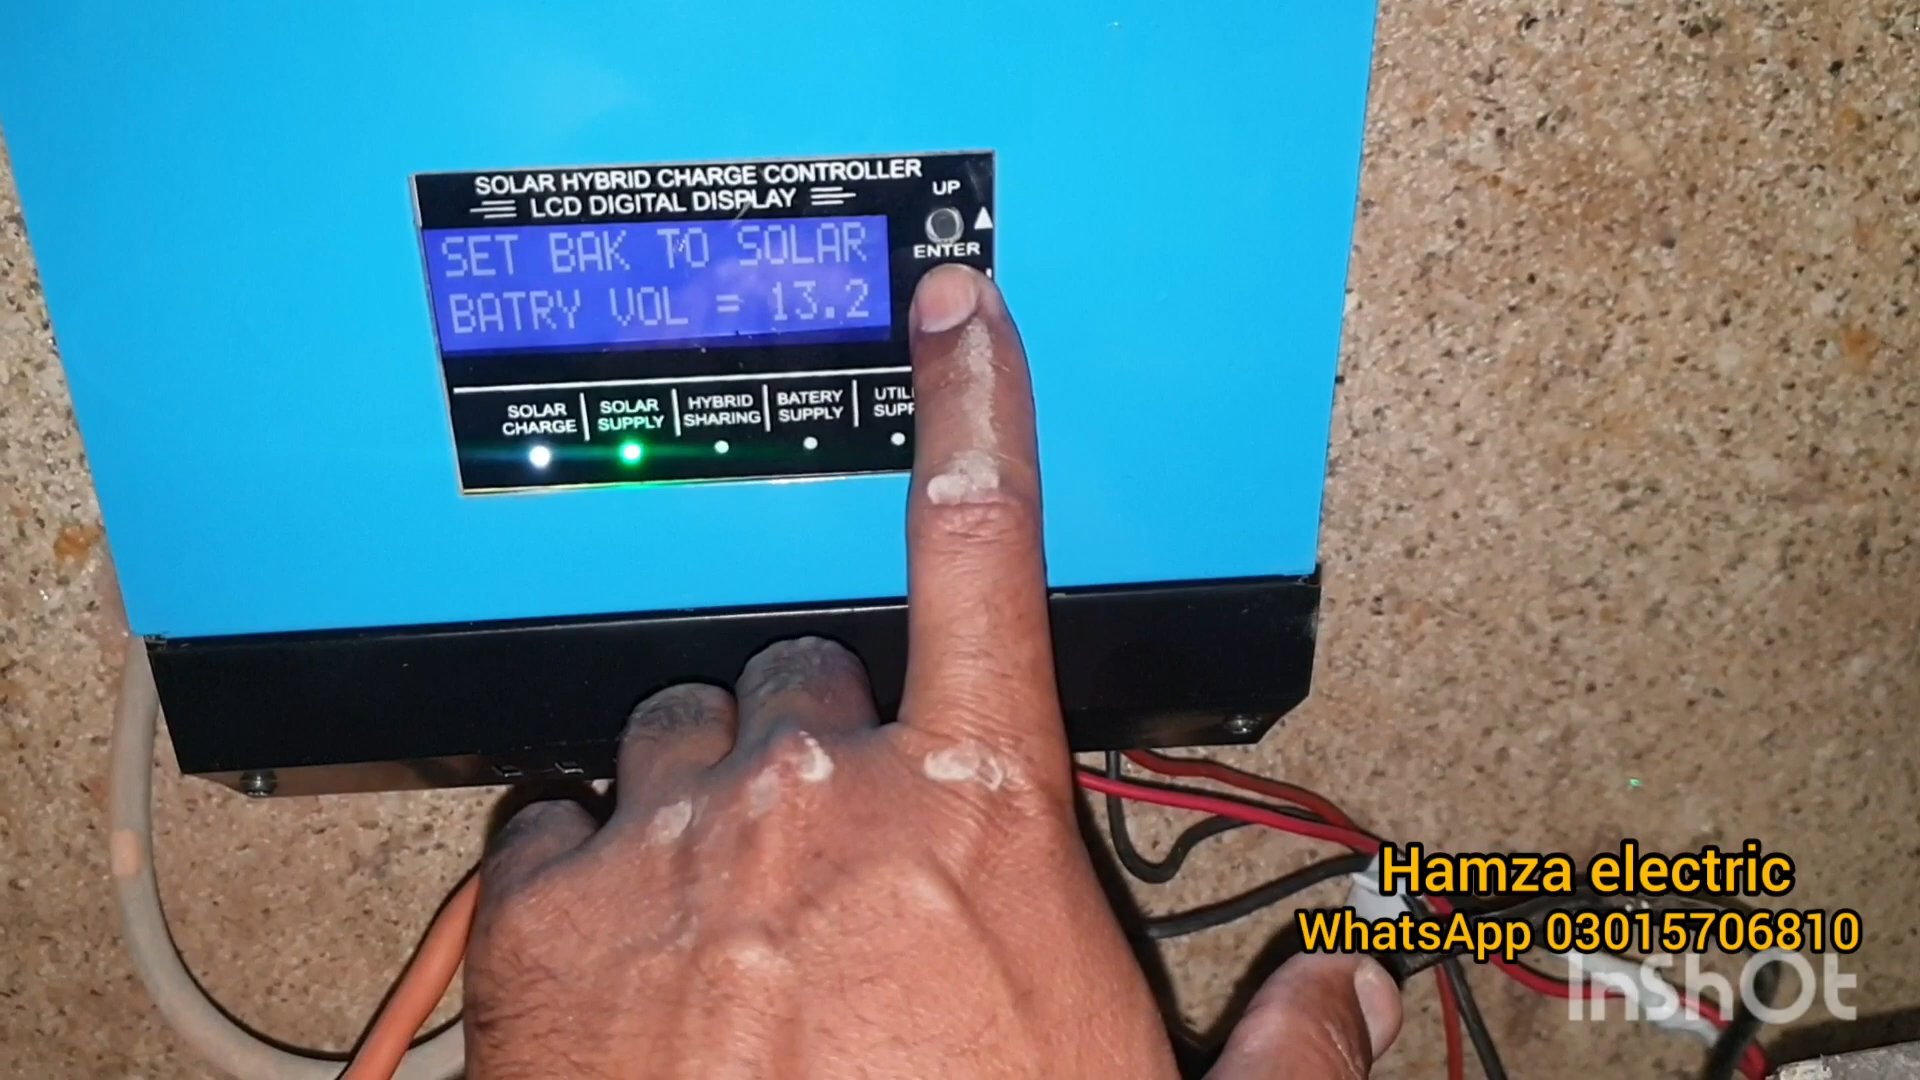 SOLAR HYBRID CHARGE CONTROLLER
LCD DIGITAL DISPLAY
UP
ENTER
SET BAK TO SOLAR
BATRY VOL = 13.2
SOLAR CHARGE
SOLAR SUPPLY
HYBRID SHARING
BATERY SUPPLY
Hamza electric
WhatsApp 03015706810
InshOt